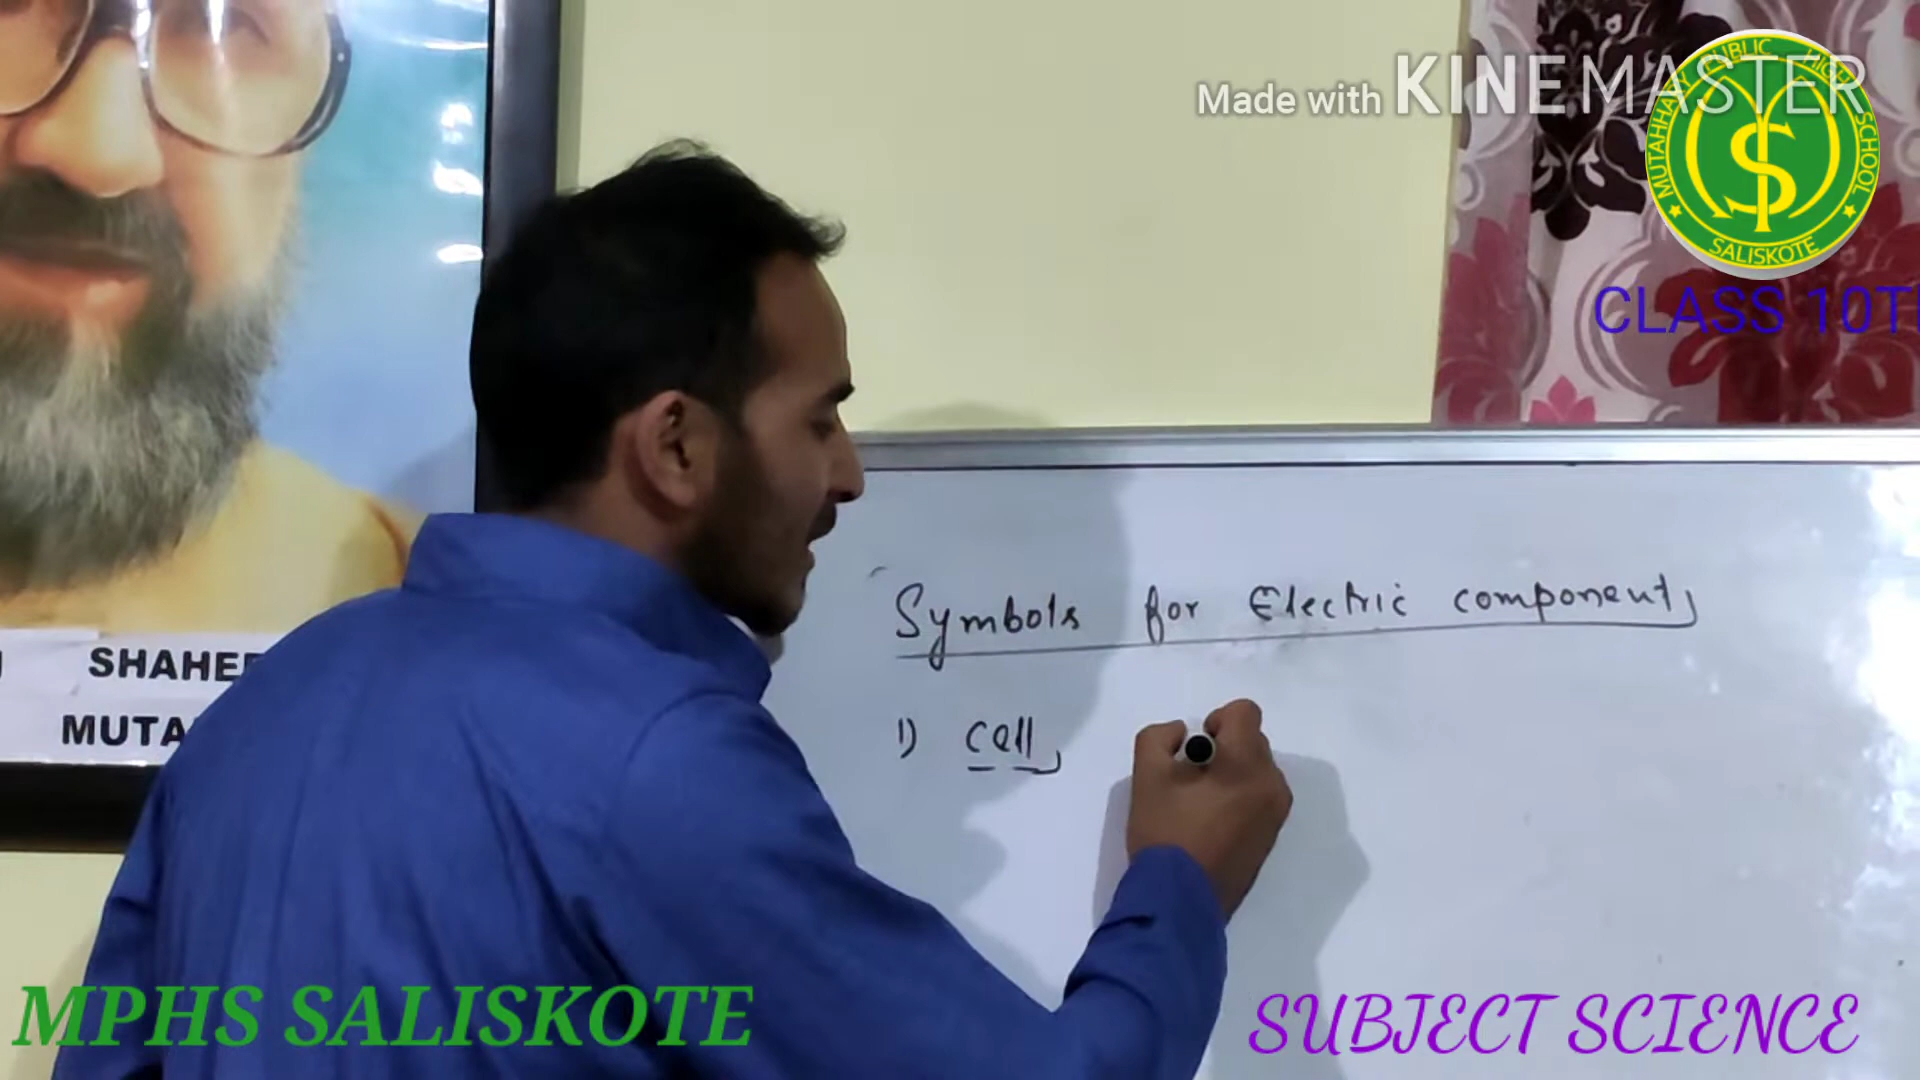 Made with KINEMASTER
MUTAHHARY PUBLIC HIGH SCHOOL
SALISKOTE
CLASS 10T
Symbols for Electric components
SHAHE
MUTA
1) Cell
MPHS SALISKOTE
SUBJECT SCIENCE